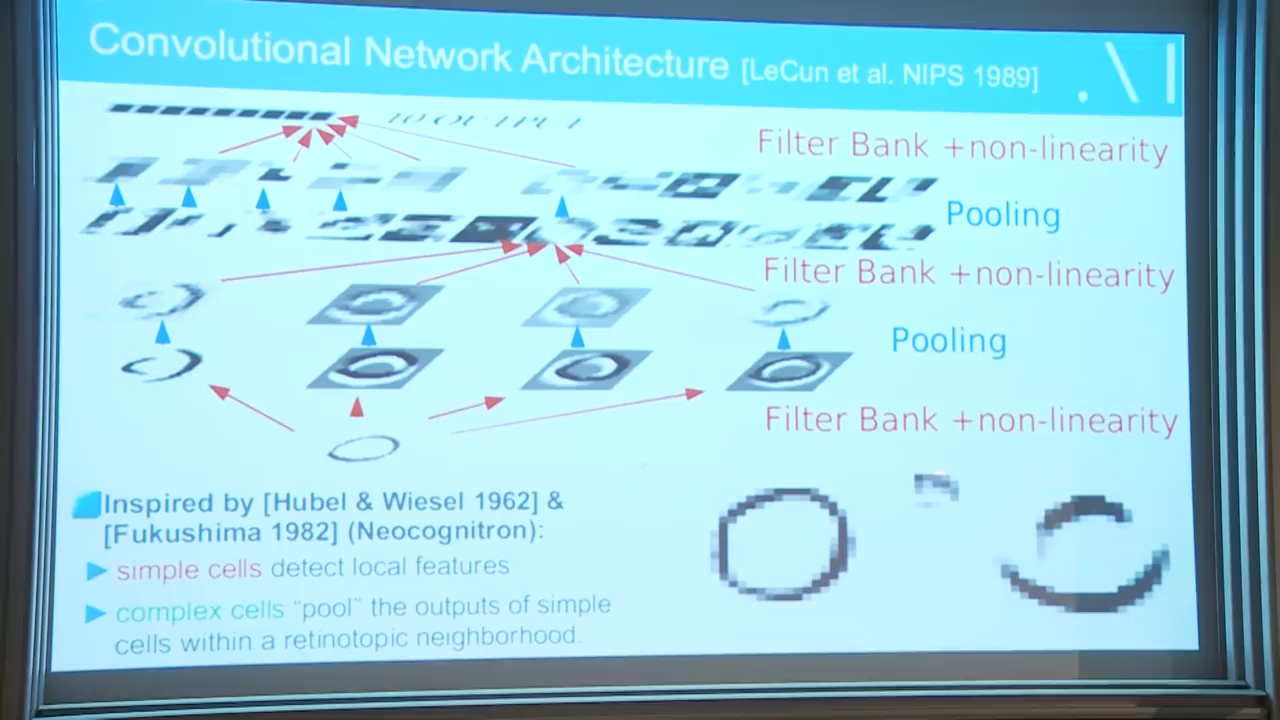 Convolutional Network Architecture [LeCun et al. NIPS 1989]
10 OUTPUT
Filter Bank +non-linearity
Pooling
Filter Bank +non-linearity
Pooling
Filter Bank +non-linearity
Inspired by [Hubel & Wiesel 1962] &
[Fukushima 1982] (Neocognitron):
simple cells detect local features
complex cells "pool" the outputs of simple
cells within a retinotopic neighborhood.